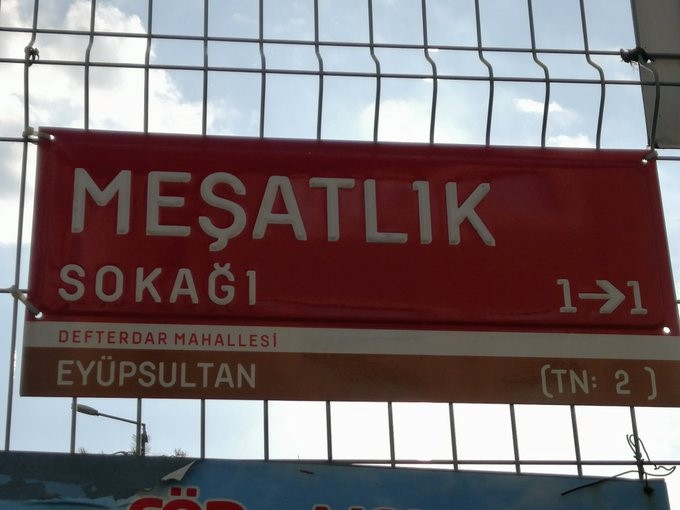 MEŞATLIK
SOKAĞI
1→1
DEFTERDAR MAHALLESİ
EYÜPSULTAN
(TN: 2 )